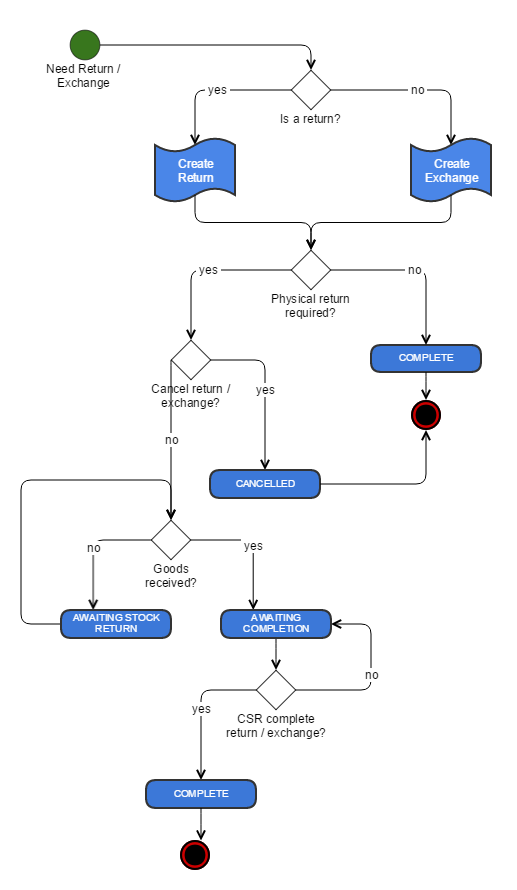 Need Return /
Exchange
yes
no
Is a return?
Create
Return
Create
Exchange
yes
no
Physical return
required?
COMPLETE
Cancel return /
exchange?
yes
no
CANCELLED
no
yes
Goods
received?
AWAITING STOCK
RETURN
AWAITING
COMPLETION
no
yes
CSR complete
return / exchange?
COMPLETE